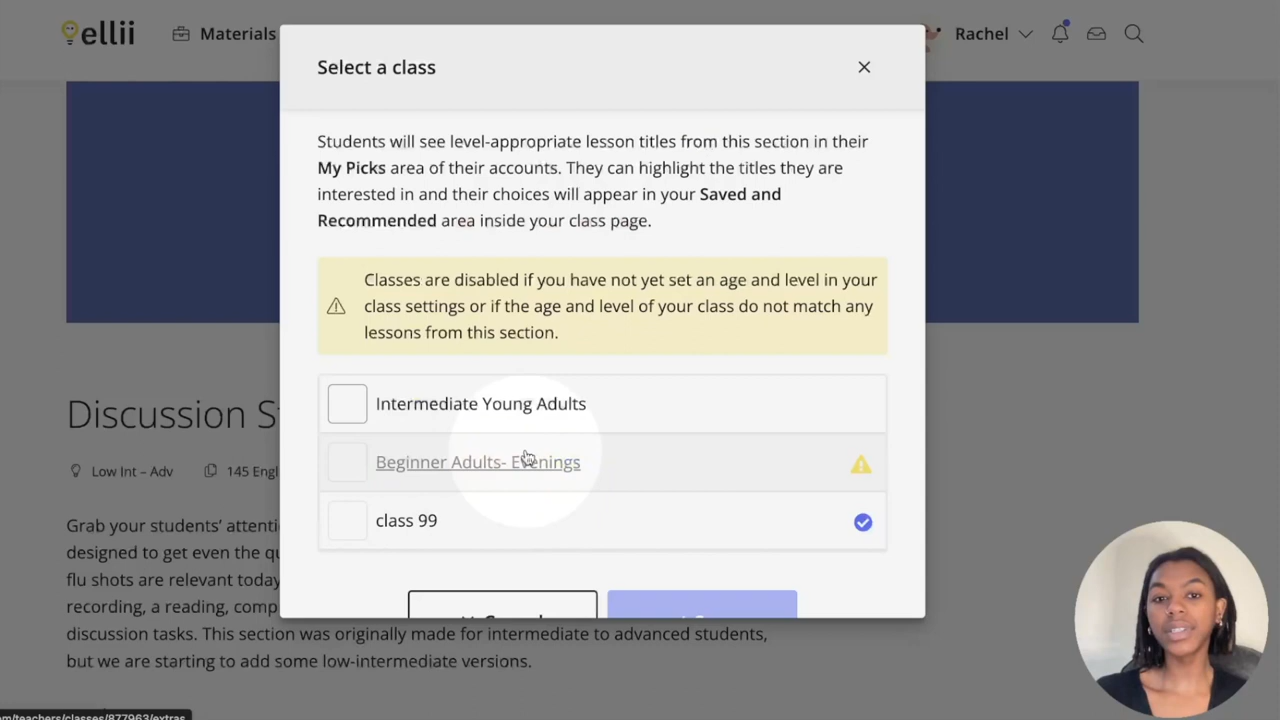 ellii
Materials
Rachel
Select a class
Students will see level-appropriate lesson titles from this section in their
My Picks area of their accounts. They can highlight the titles they are
interested in and their choices will appear in your Saved and
Recommended area inside your class page.
Classes are disabled if you have not yet set an age and level in your
class settings or if the age and level of your class do not match any
lessons from this section.
Intermediate Young Adults
Beginner Adults- Evenings
class 99
Discussion S
Low Int – Adv
145 Engl
Grab your students’ attenti
designed to get even the qu
flu shots are relevant today
recording, a reading, comp
discussion tasks. This section was originally made for intermediate to advanced students,
but we are starting to add some low-intermediate versions.
om/teachers/classes/877963/extras